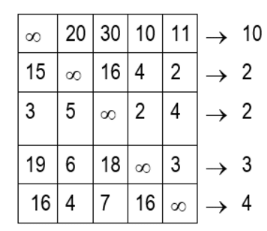 ∞ 20 30 10 11 → 10
15 ∞ 16 4 2 → 2
3 5 ∞ 2 4 → 2
19 6 18 ∞ 3 → 3
16 4 7 16 ∞ → 4